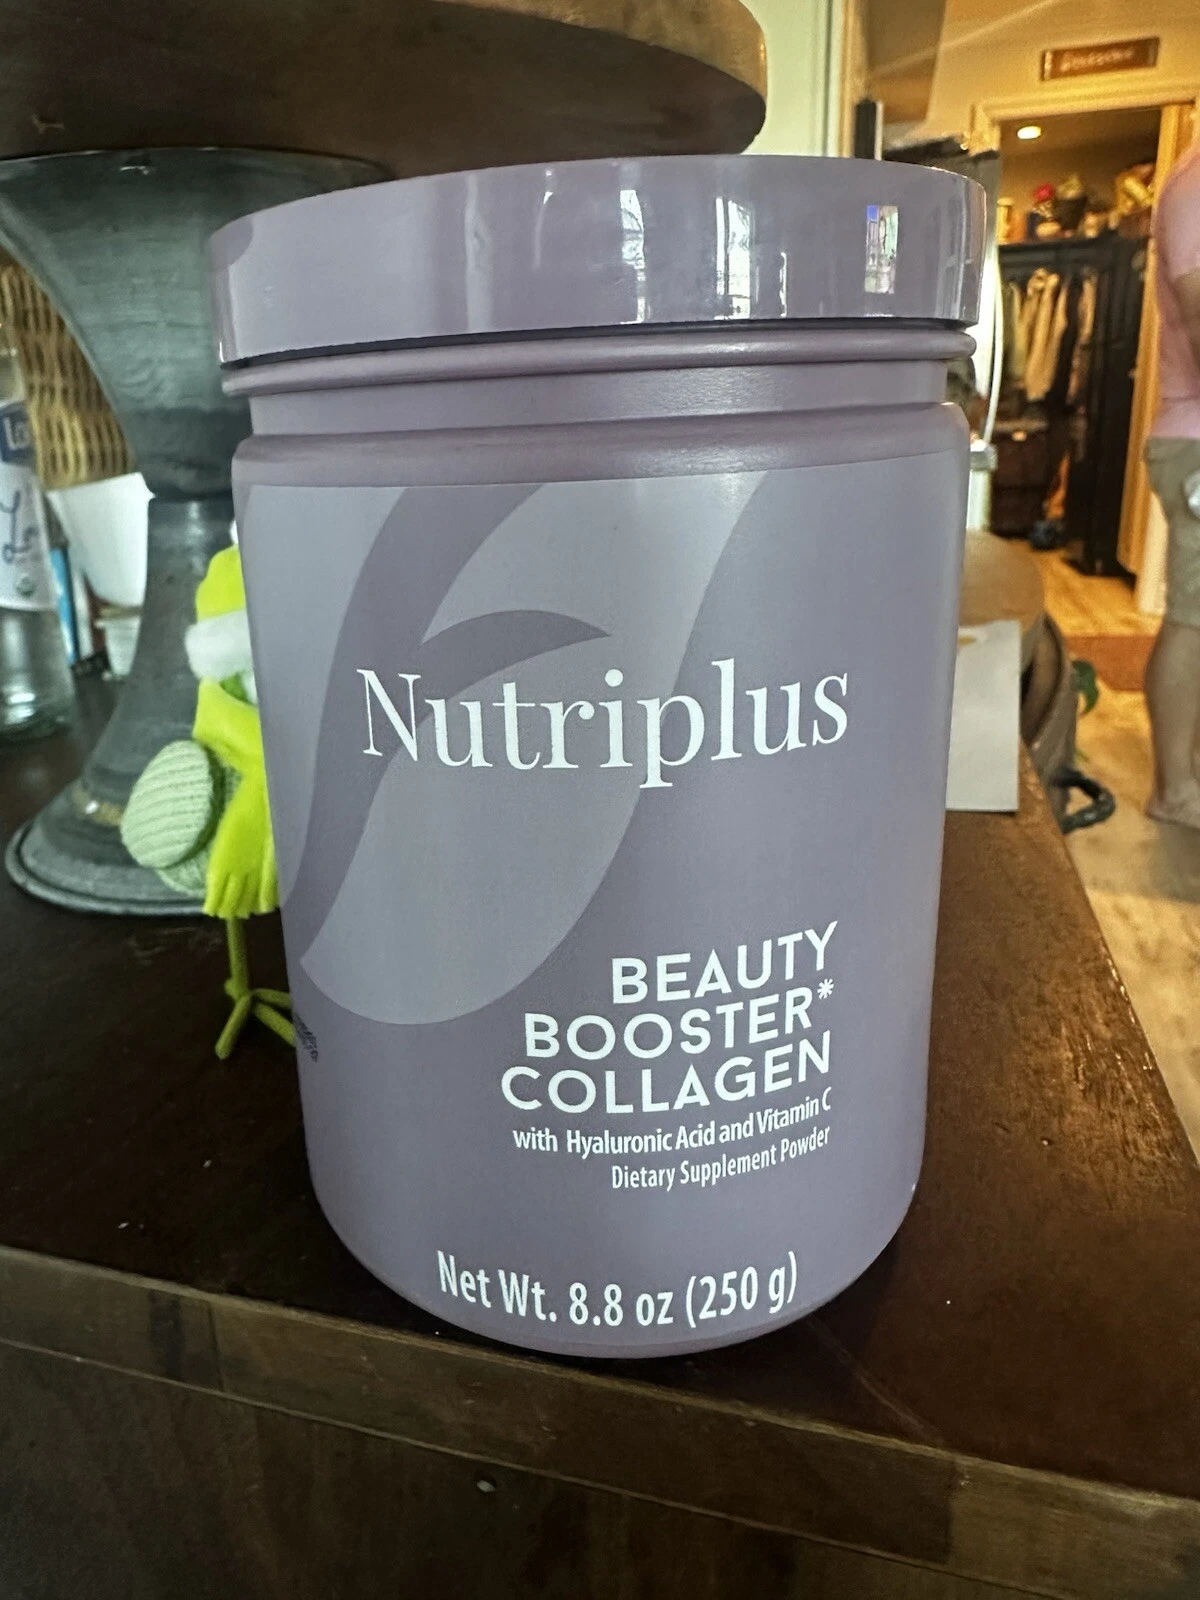 Nutriplus
BEAUTY
BOOSTER*
COLLAGEN
with Hyaluronic Acid and Vitamin C
Dietary Supplement Powder
Net Wt. 8.8 oz (250 g)